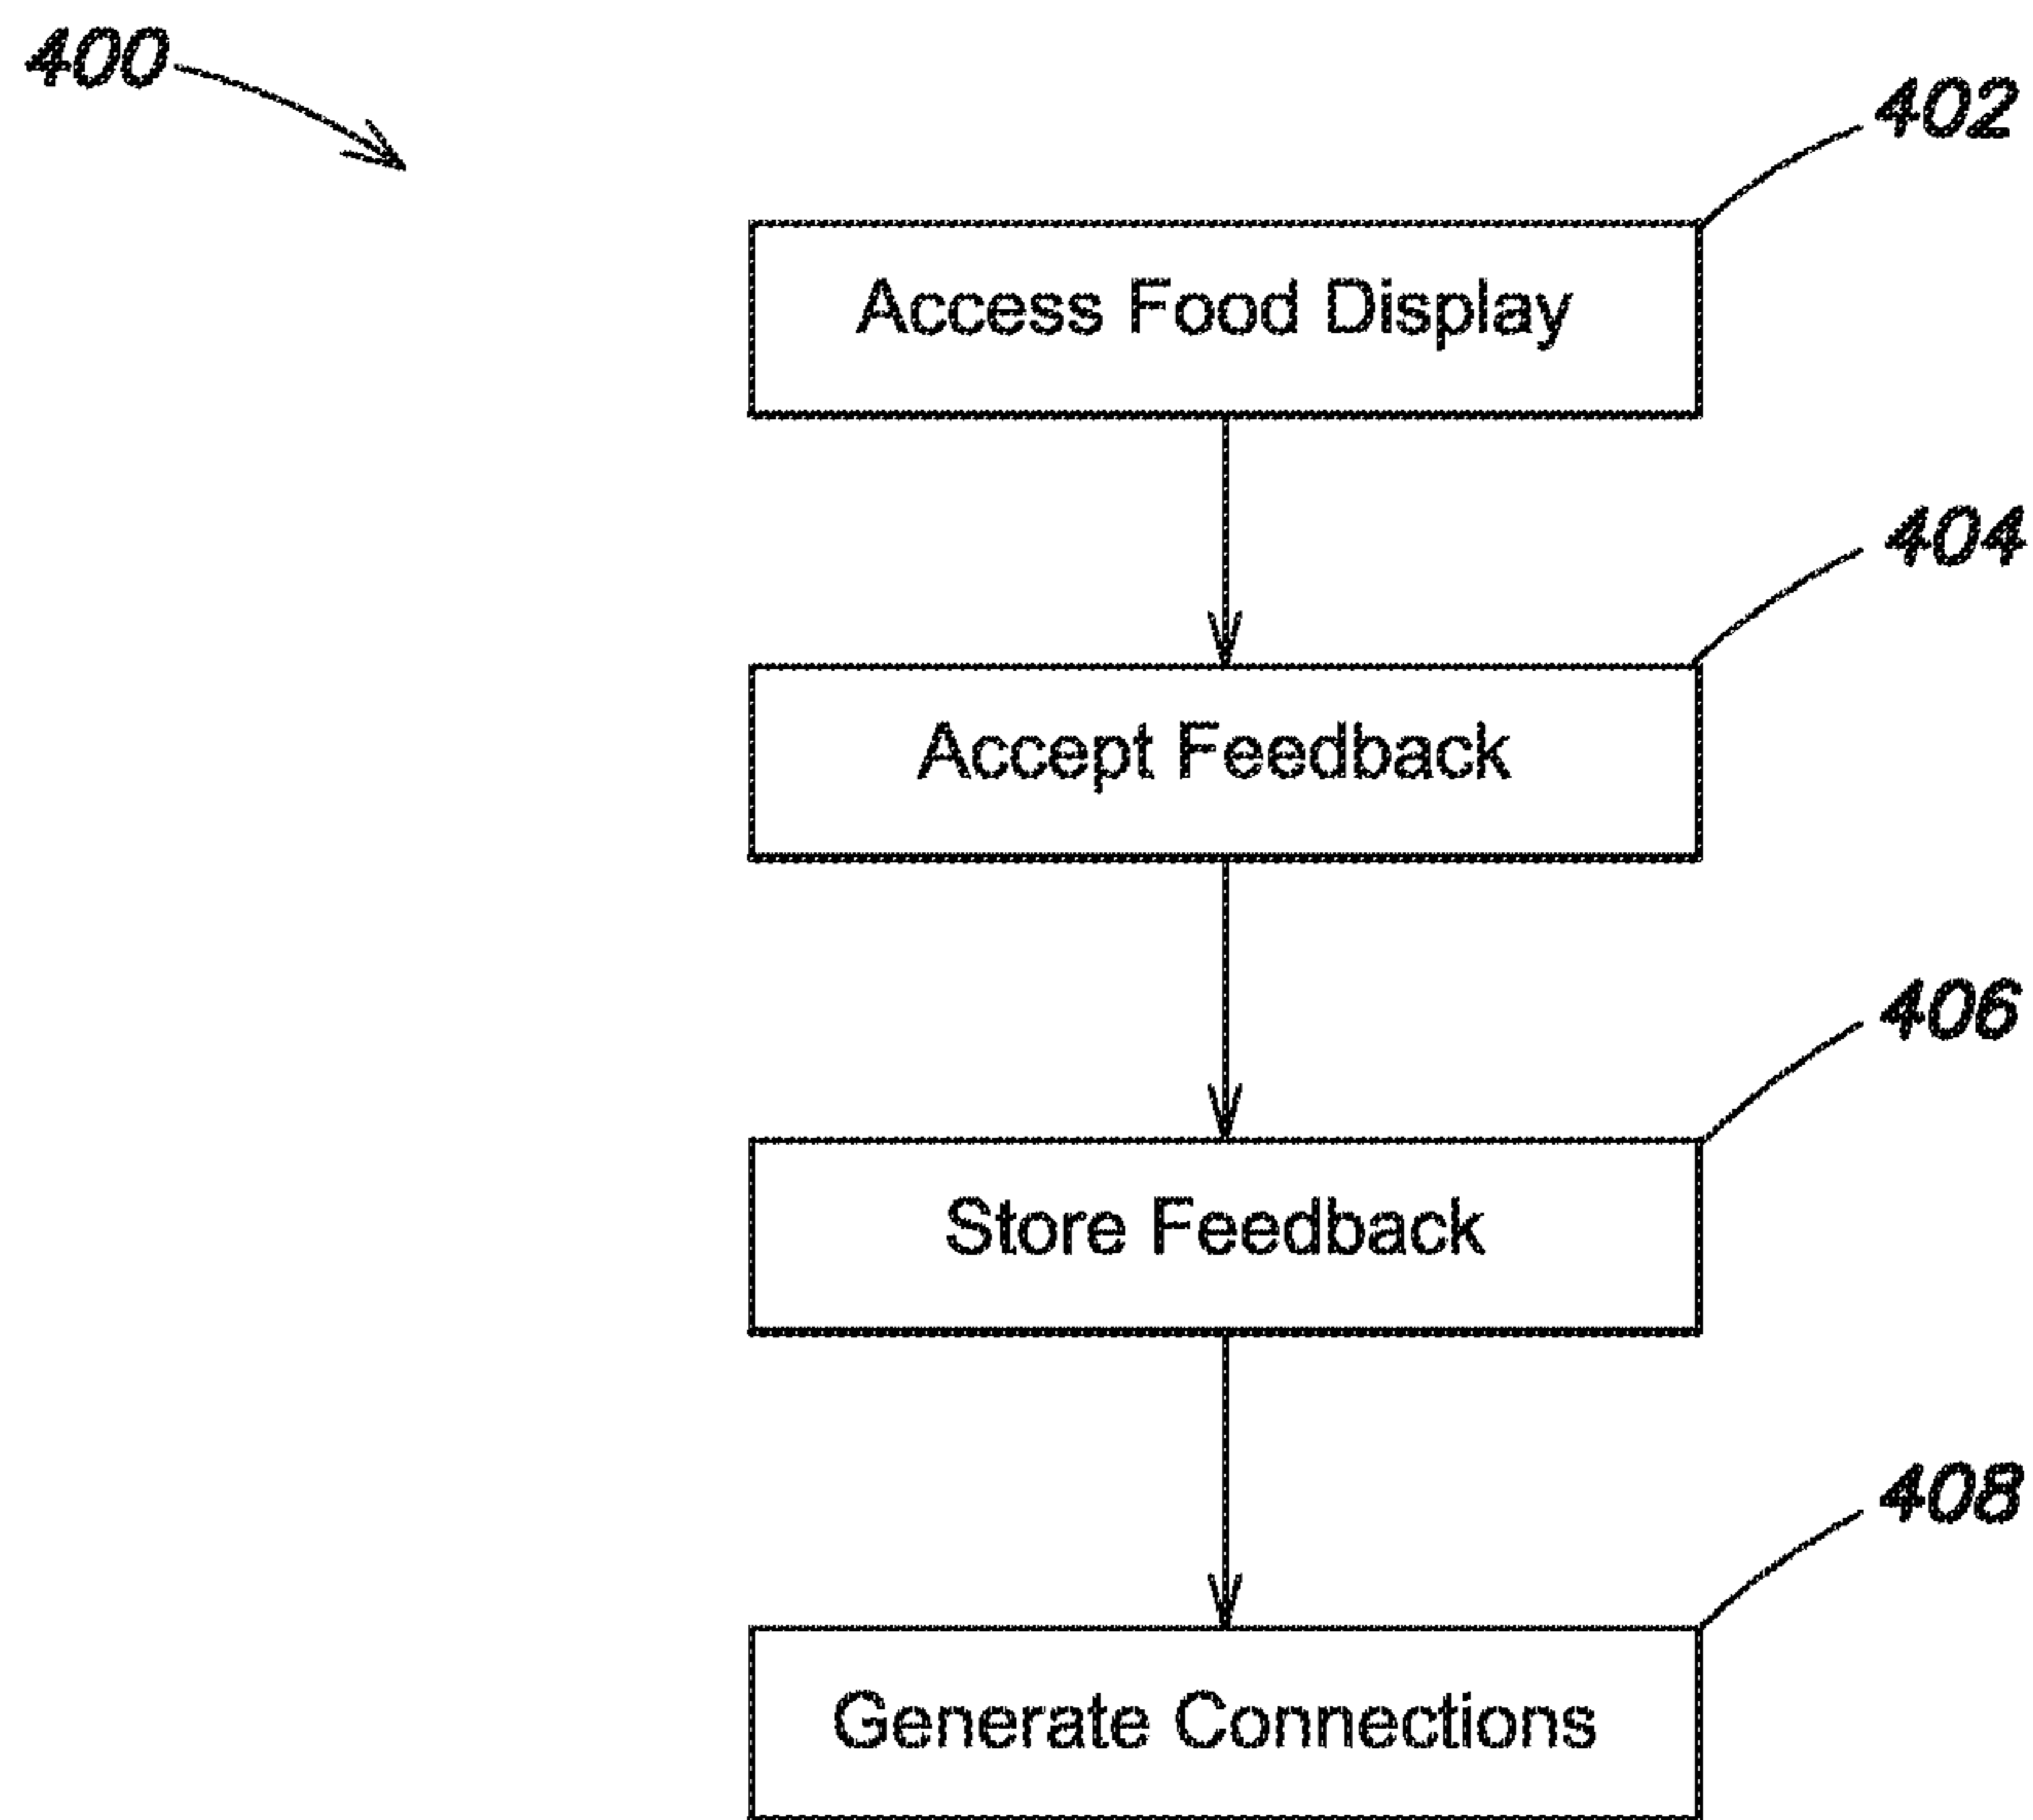 400
402
Access Food Display
404
Accept Feedback
406
Store Feedback
408
Generate Connections